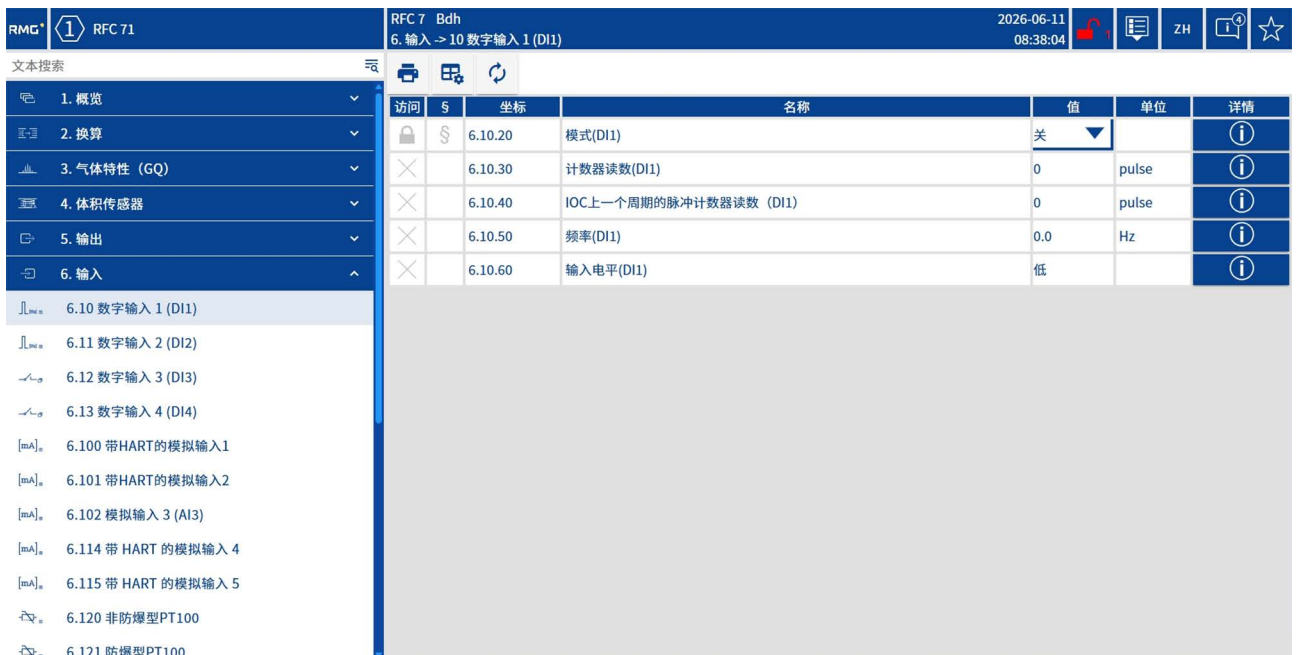 RMG RFC 71
RFC 7 Bdh
6. 输入 -> 10 数字输入 1 (DI1)
2026-06-11
08:38:04
1
ZH
4
文本搜索
1. 概览
2. 换算
3. 气体特性（GQ）
4. 体积传感器
5. 输出
6. 输入
6.10 数字输入 1 (DI1)
6.11 数字输入 2 (DI2)
6.12 数字输入 3 (DI3)
6.13 数字输入 4 (DI4)
6.100 带HART的模拟输入1
6.101 带HART的模拟输入2
6.102 模拟输入 3 (AI3)
6.114 带 HART 的模拟输入 4
6.115 带 HART 的模拟输入 5
6.120 非防爆型PT100
6.121 防爆型PT100
访问 § 坐标 名称 值 单位 详情
§ 6.10.20 模式(DI1) 关
6.10.30 计数器读数(DI1) 0 pulse
6.10.40 IOC上一个周期的脉冲计数器读数（DI1) 0 pulse
6.10.50 频率(DI1) 0.0 Hz
6.10.60 输入电平(DI1) 低